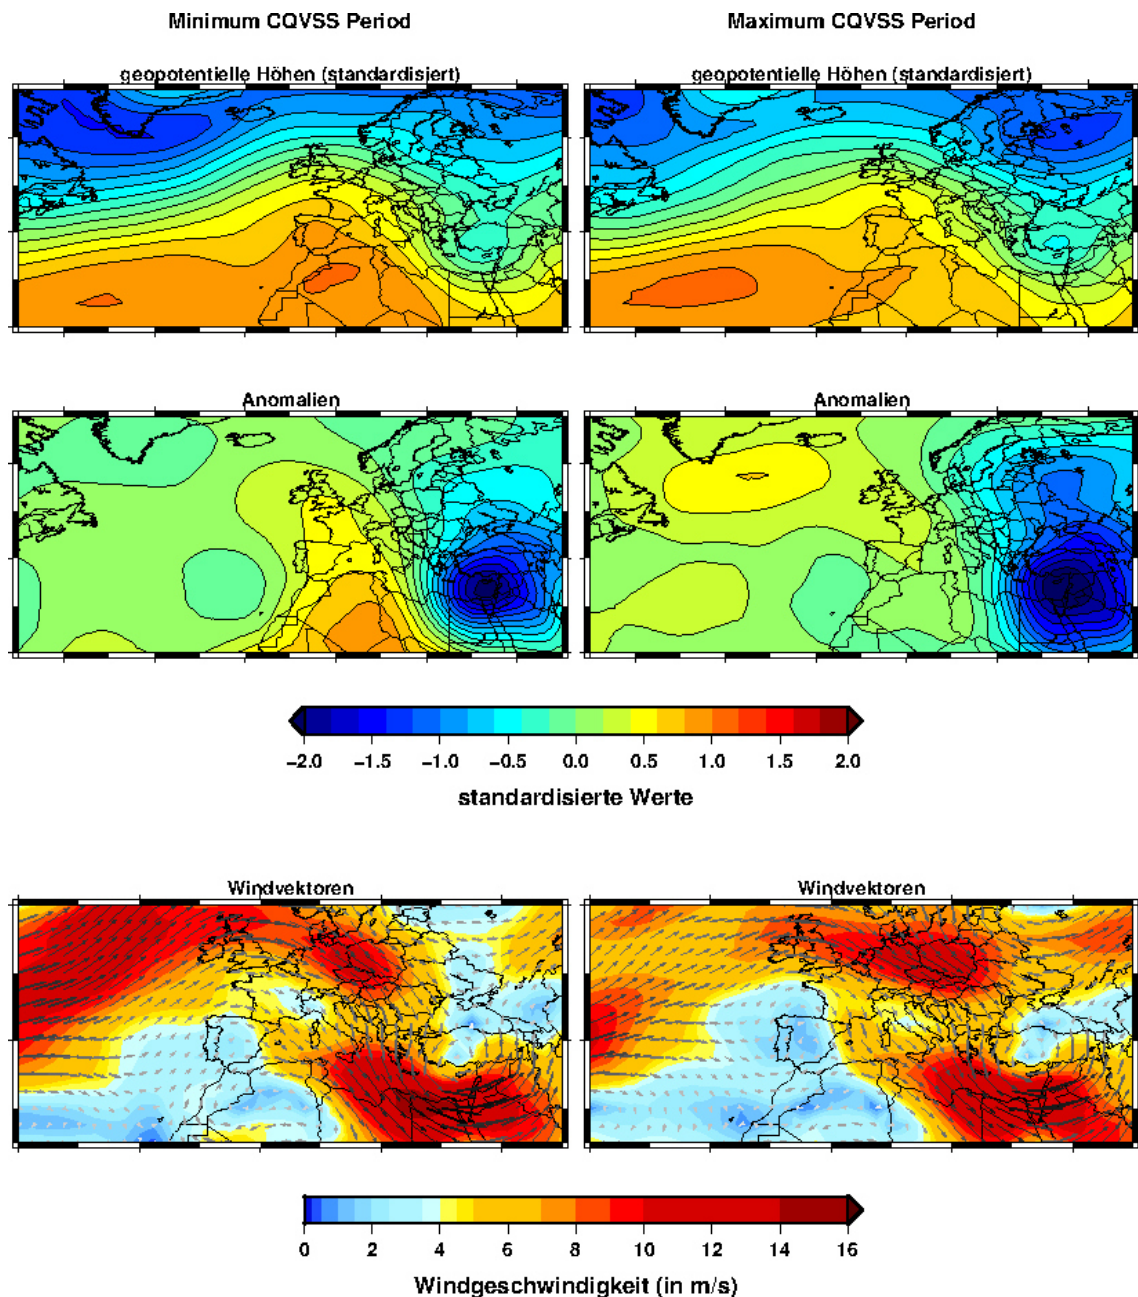 Minimum CQVSS Period
Maximum CQVSS Period
geopotentielle Höhen (standardisiert)
geopotentielle Höhen (standardisiert)
Anomalien
Anomalien
−2.0 −1.5 −1.0 −0.5 0.0 0.5 1.0 1.5 2.0
standardisierte Werte
Windvektoren
Windvektoren
0 2 4 6 8 10 12 14 16
Windgeschwindigkeit (in m/s)